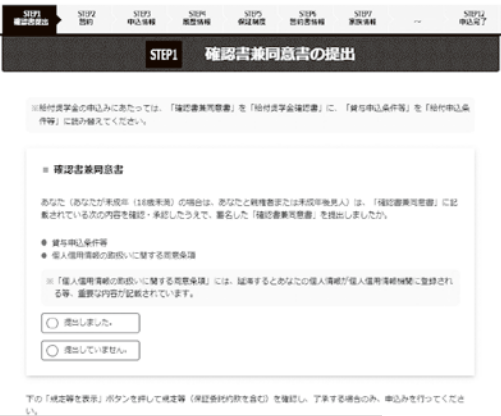 STEP1 STEP2 STEP3 STEP4 STEP5 STEP6 STEP7 ～ STEP12
確認書提出 誓約 申込情報 履歴情報 保証制度 誓約書情報 家族情報 申込完了
STEP1 確認書兼同意書の提出
※給付奨学金の申込みにあたっては、「確認書兼同意書」を「給付奨学金確認書」に、「貸与申込条件等」を「給付申込条
件等」に読み替えてください。
■ 確認書兼同意書
あなた（あなたが未成年（18歳未満）の場合は、あなたと親権者または未成年後見人）は、「確認書兼同意書」に記
載されている次の内容を確認・承認したうえで、署名した「確認書兼同意書」を提出しましたか。
● 貸与申込条件等
● 個人信用情報の取扱いに関する同意条項
※「個人信用情報の取扱いに関する同意条項」には、延滞するとあなたの個人情報が個人信用情報機関に登録され
る等、重要な内容が記載されています。
提出しました。
提出していません。
下の「規定等を表示」ボタンを押して規定等（保証委託約款を含む）を確認し、了承する場合のみ、申込みを行ってくださ
い。